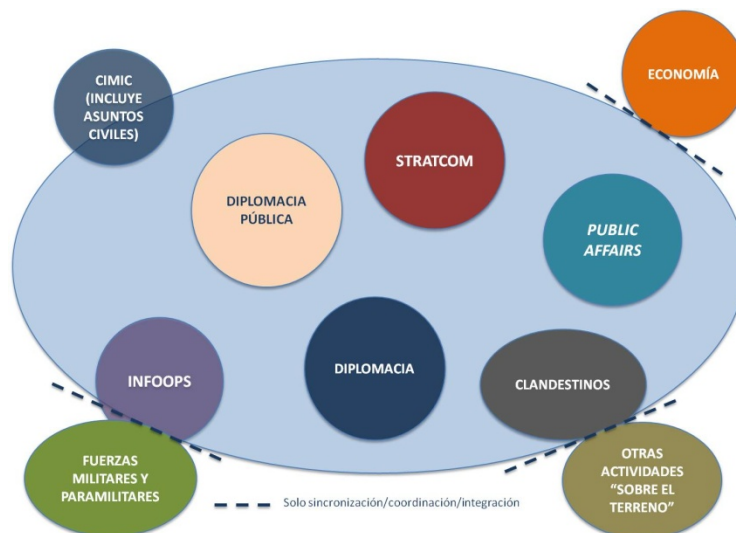 CIMIC
(INCLUYE
ASUNTOS
CIVILES)
ECONOMÍA
STRATCOM
DIPLOMACIA
PÚBLICA
PUBLIC
AFFAIRS
INFOOPS
DIPLOMACIA
CLANDESTINOS
FUERZAS
MILITARES Y
PARAMILITARES
OTRAS
ACTIVIDADES
“SOBRE EL
TERRENO”
Solo sincronización/coordinación/integración